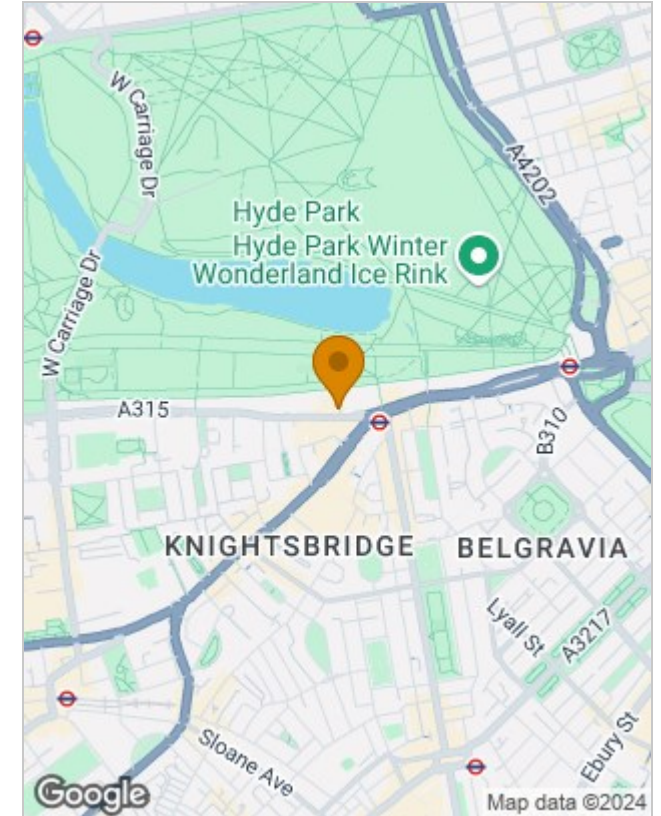 W Carriage Dr
A4202
Hyde Park
Hyde Park Winter
Wonderland Ice Rink
W Carriage Dr
A315
B310
KNIGHTSBRIDGE
BELGRAVIA
Lyall St
A3217
Sloane Ave
Ebury St
Google
Map data ©2024